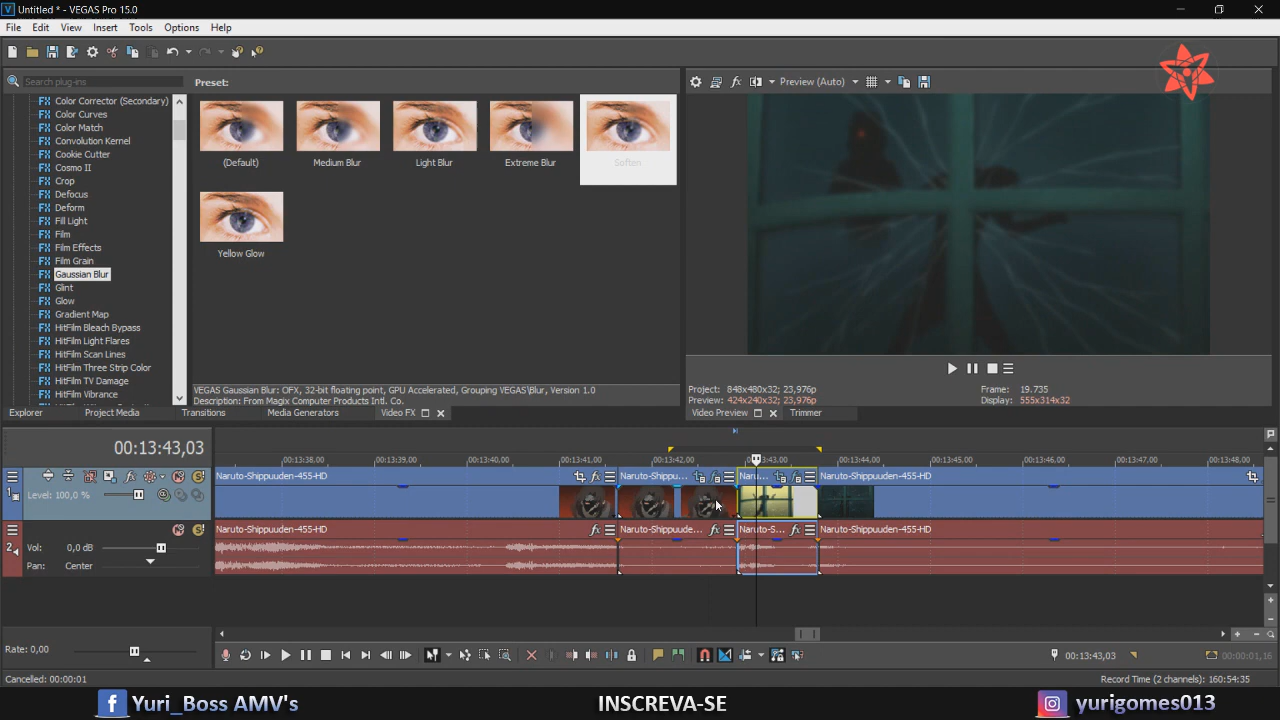 Untitled * - VEGAS Pro 15.0
File Edit View Insert Tools Options Help
Search plug-ins
Preset:
Preview (Auto)
Color Corrector (Secondary)
Color Curves
Color Match
Convolution Kernel
Cookie Cutter
Cosmo II
Crop
Defocus
Deform
Fill Light
Film
Film Effects
Film Grain
Gaussian Blur
Glint
Glow
Gradient Map
HitFilm Bleach Bypass
HitFilm Light Flares
HitFilm Scan Lines
HitFilm Three Strip Color
HitFilm TV Damage
HitFilm Vibrance
(Default) Medium Blur Light Blur Extreme Blur Soften
Yellow Glow
VEGAS Gaussian Blur: OFX, 32-bit floating point, GPU Accelerated, Grouping VEGAS\Blur, Version 1.0
Description: From Magix Computer Products Intl. Co.
Project: 848x480x32; 23,976p
Preview: 424x240x32; 23,976p
Frame: 19.735
Display: 555x314x32
Explorer Project Media Transitions Media Generators Video FX
Video Preview Trimmer
00:13:43,03
00:13:38,00 00:13:39,00 00:13:40,00 00:13:41,00 00:13:42,00 00:13:43,00 00:13:44,00 00:13:45,00 00:13:46,00 00:13:47,00 00:13:48,00
1
Level: 100,0 %
Naruto-Shippuuden-455-HD Naruto-Shippu... Naru... Naruto-Shippuuden-455-HD
2
Vol: 0,0 dB
Pan: Center
Naruto-Shippuuden-455-HD Naruto-Shippuude... Naruto-S... Naruto-Shippuuden-455-HD
Rate: 0,00
00:13:43,03
00:00:01,16
Cancelled: 00:00:01
Record Time (2 channels): 160:54:35
Yuri_Boss AMV's INSCREVA-SE yurigomes013